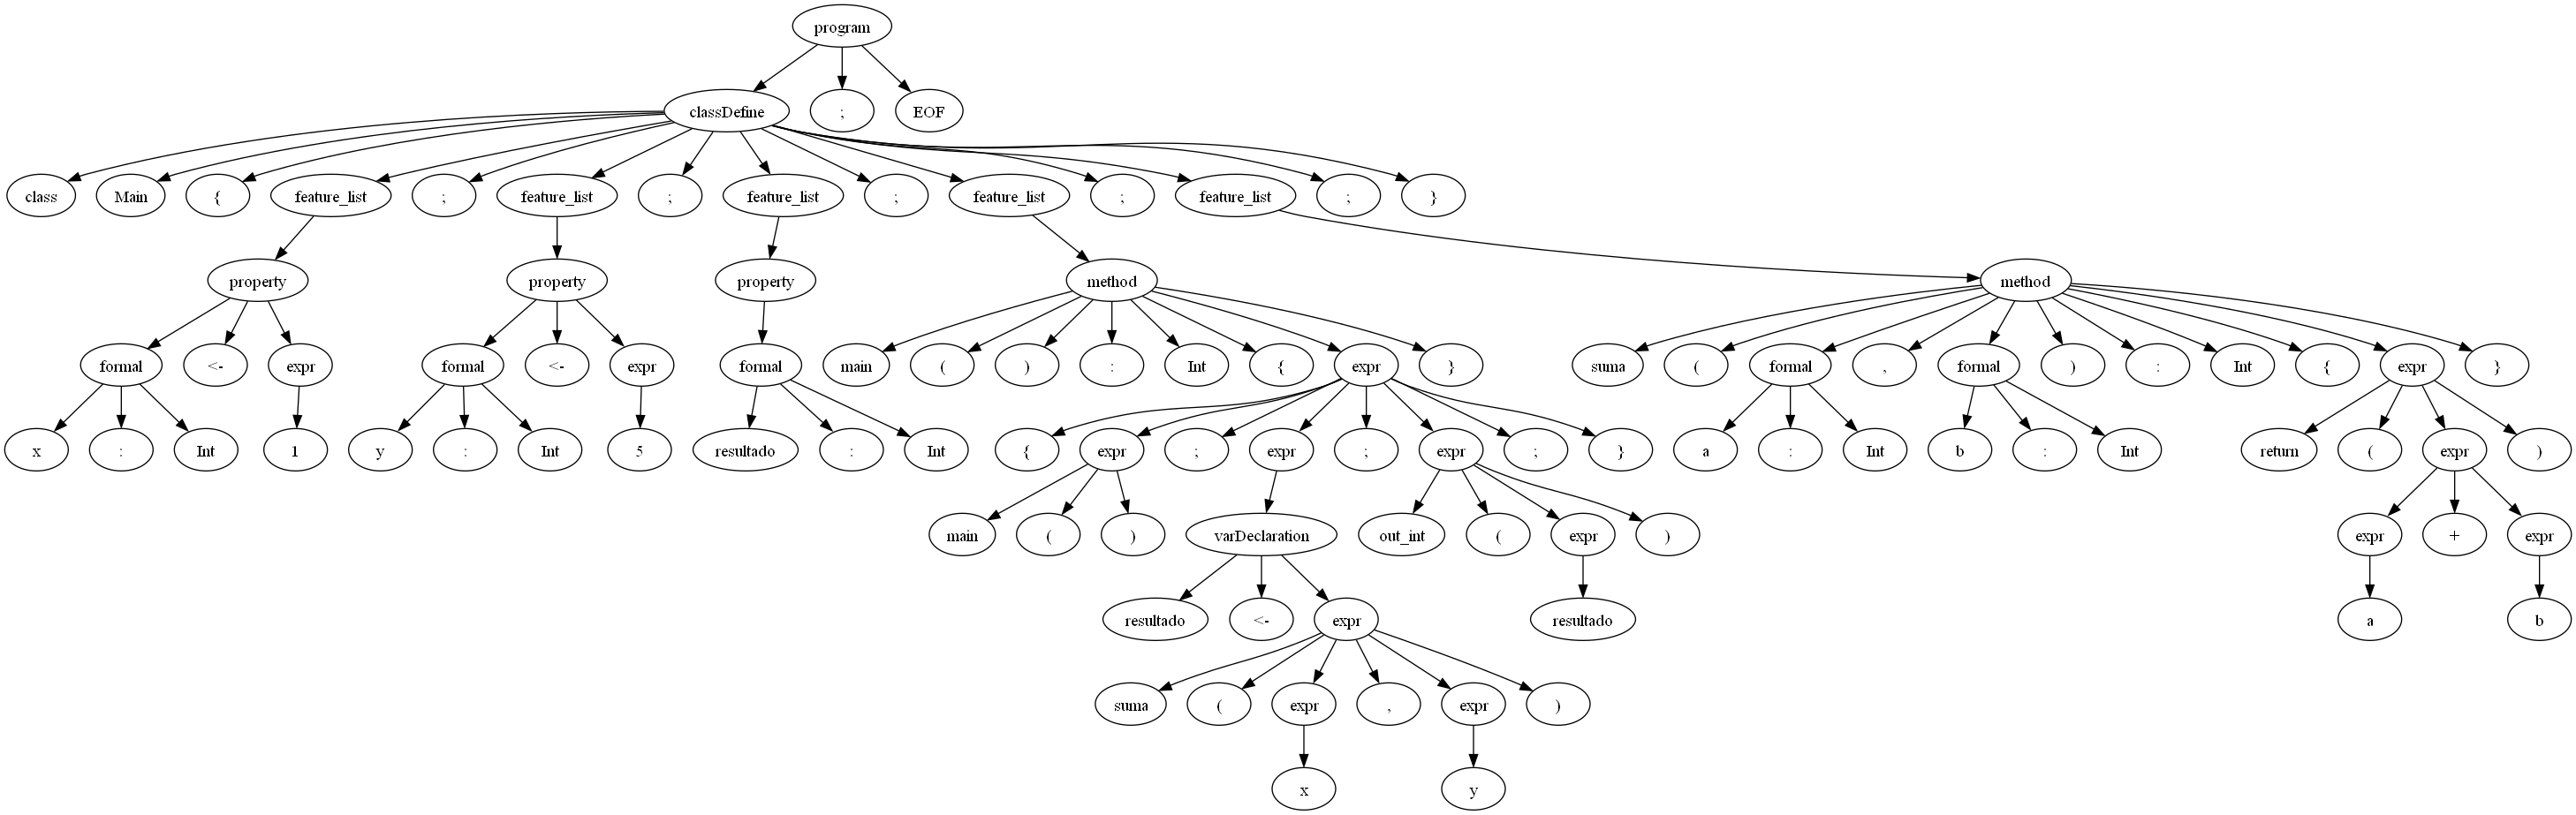 program
classDefine ; EOF
class Main { feature_list ; feature_list ; feature_list ; feature_list ; feature_list ; }
property property property method method
formal <- expr formal <- expr formal main ( ) : Int { expr } suma ( formal , formal ) : Int { expr }
x : Int 1 y : Int 5 resultado : Int { expr ; expr ; expr ; } a : Int b : Int return ( expr )
main ( ) varDeclaration out_int ( expr ) expr + expr
resultado <- expr resultado a b
suma ( expr , expr )
x y